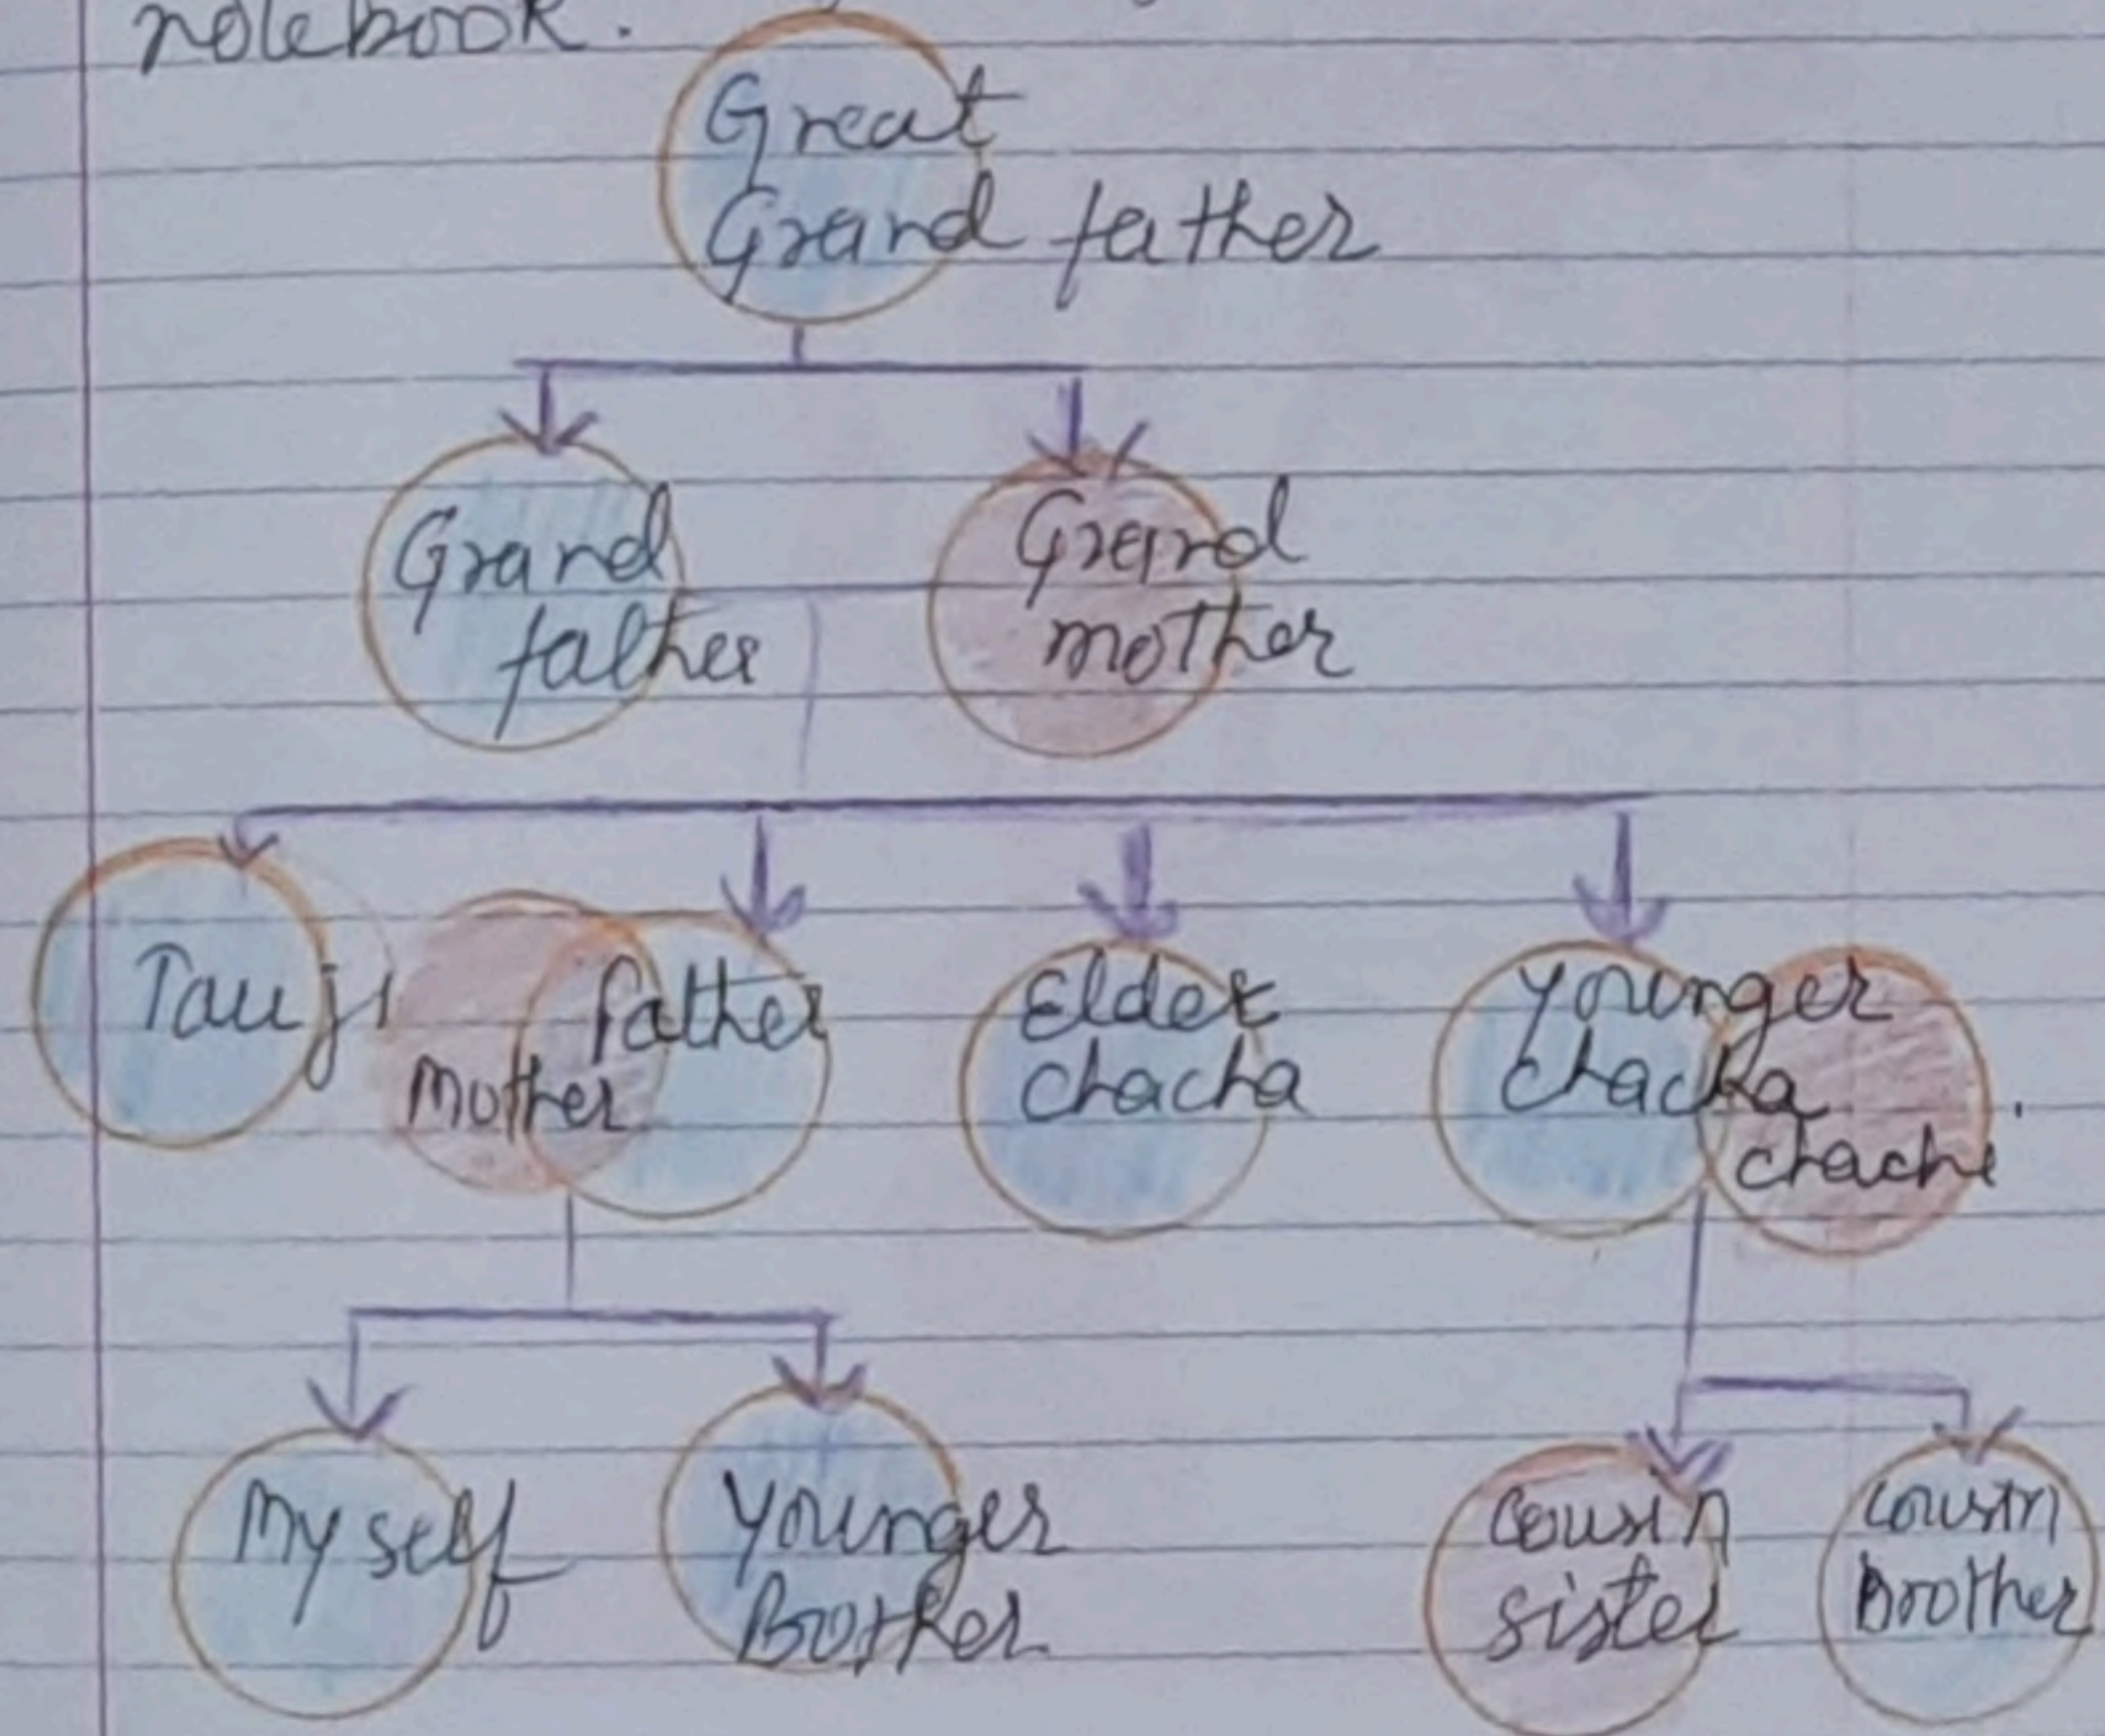 notebook.
Great
Grand father
Grand
father
Grand
mother
Tauji
Mother
father
Elder
chacha
Younger
chacha
chachi
My self
Younger
Brother
Cousin
sister
Cousin
Brother